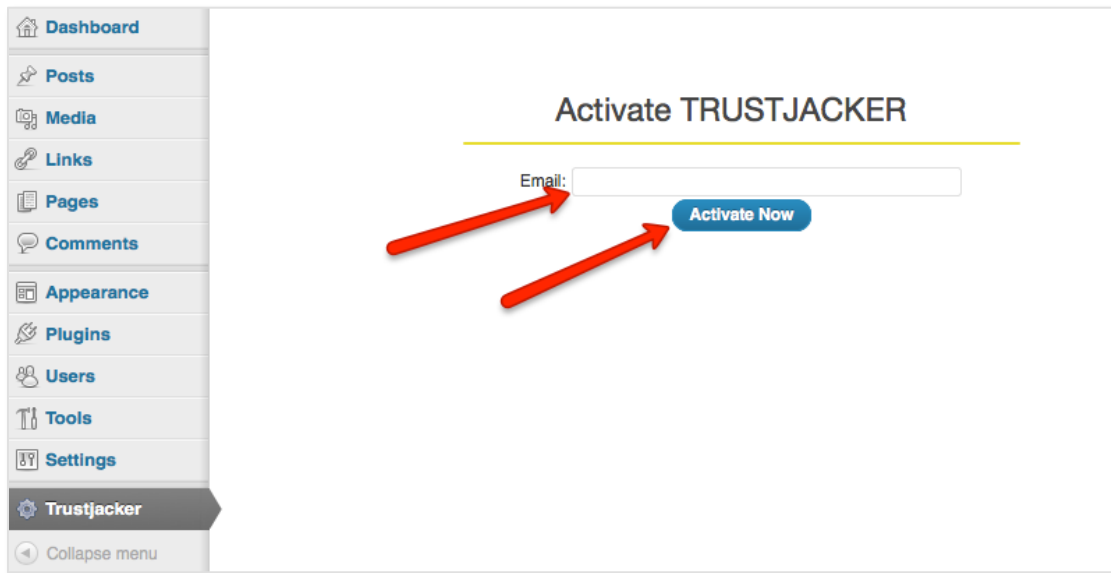 Dashboard
Posts
Media
Links
Pages
Comments
Appearance
Plugins
Users
Tools
Settings
Trustjacker
Collapse menu
Activate TRUSTJACKER
Email:
Activate Now